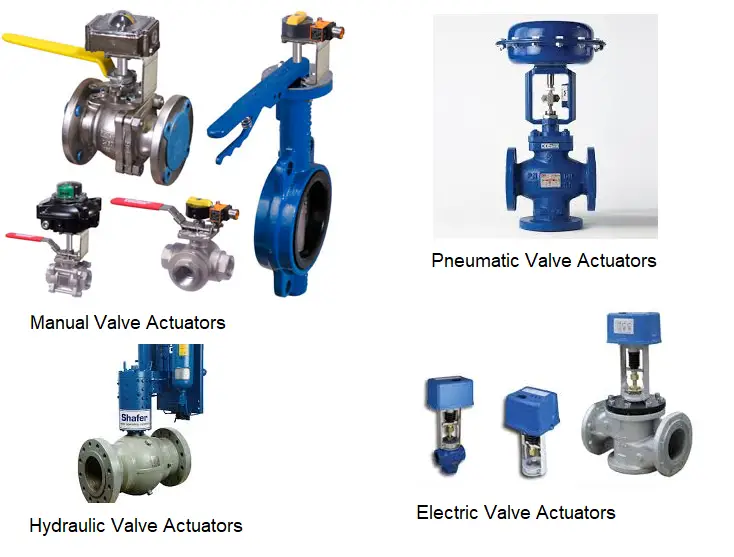 Pneumatic Valve Actuators
Manual Valve Actuators
Shafer
Electric Valve Actuators
Hydraulic Valve Actuators